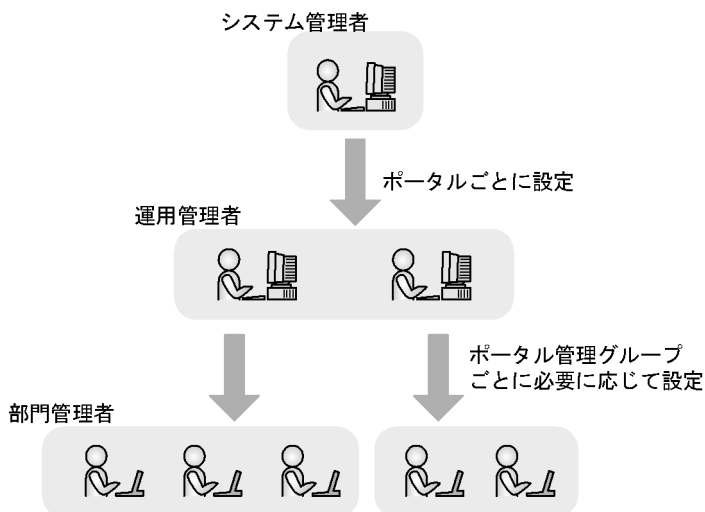 システム管理者
ポータルごとに設定
運用管理者
ポータル管理グループ
ごとに必要に応じて設定
部門管理者